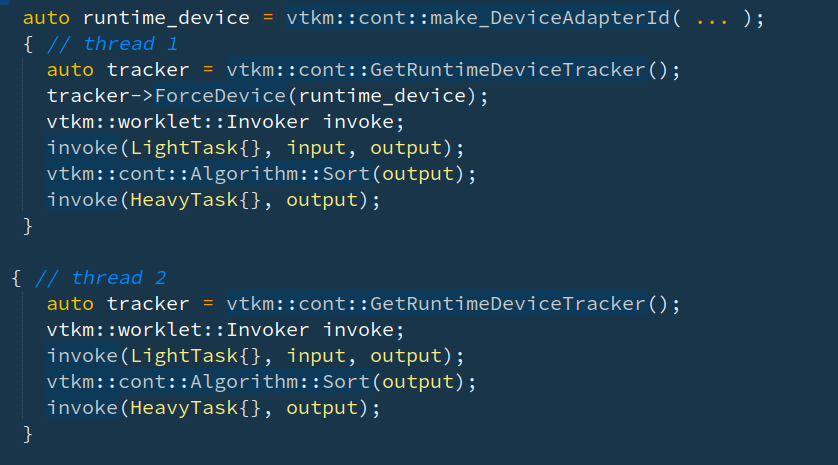 auto runtime_device = vtkm::cont::make_DeviceAdapterId( ... );
{ // thread 1
auto tracker = vtkm::cont::GetRuntimeDeviceTracker();
tracker->ForceDevice(runtime_device);
vtkm::worklet::Invoker invoke;
invoke(LightTask{}, input, output);
vtkm::cont::Algorithm::Sort(output);
invoke(HeavyTask{}, output);
}
{ // thread 2
auto tracker = vtkm::cont::GetRuntimeDeviceTracker();
vtkm::worklet::Invoker invoke;
invoke(LightTask{}, input, output);
vtkm::cont::Algorithm::Sort(output);
invoke(HeavyTask{}, output);
}